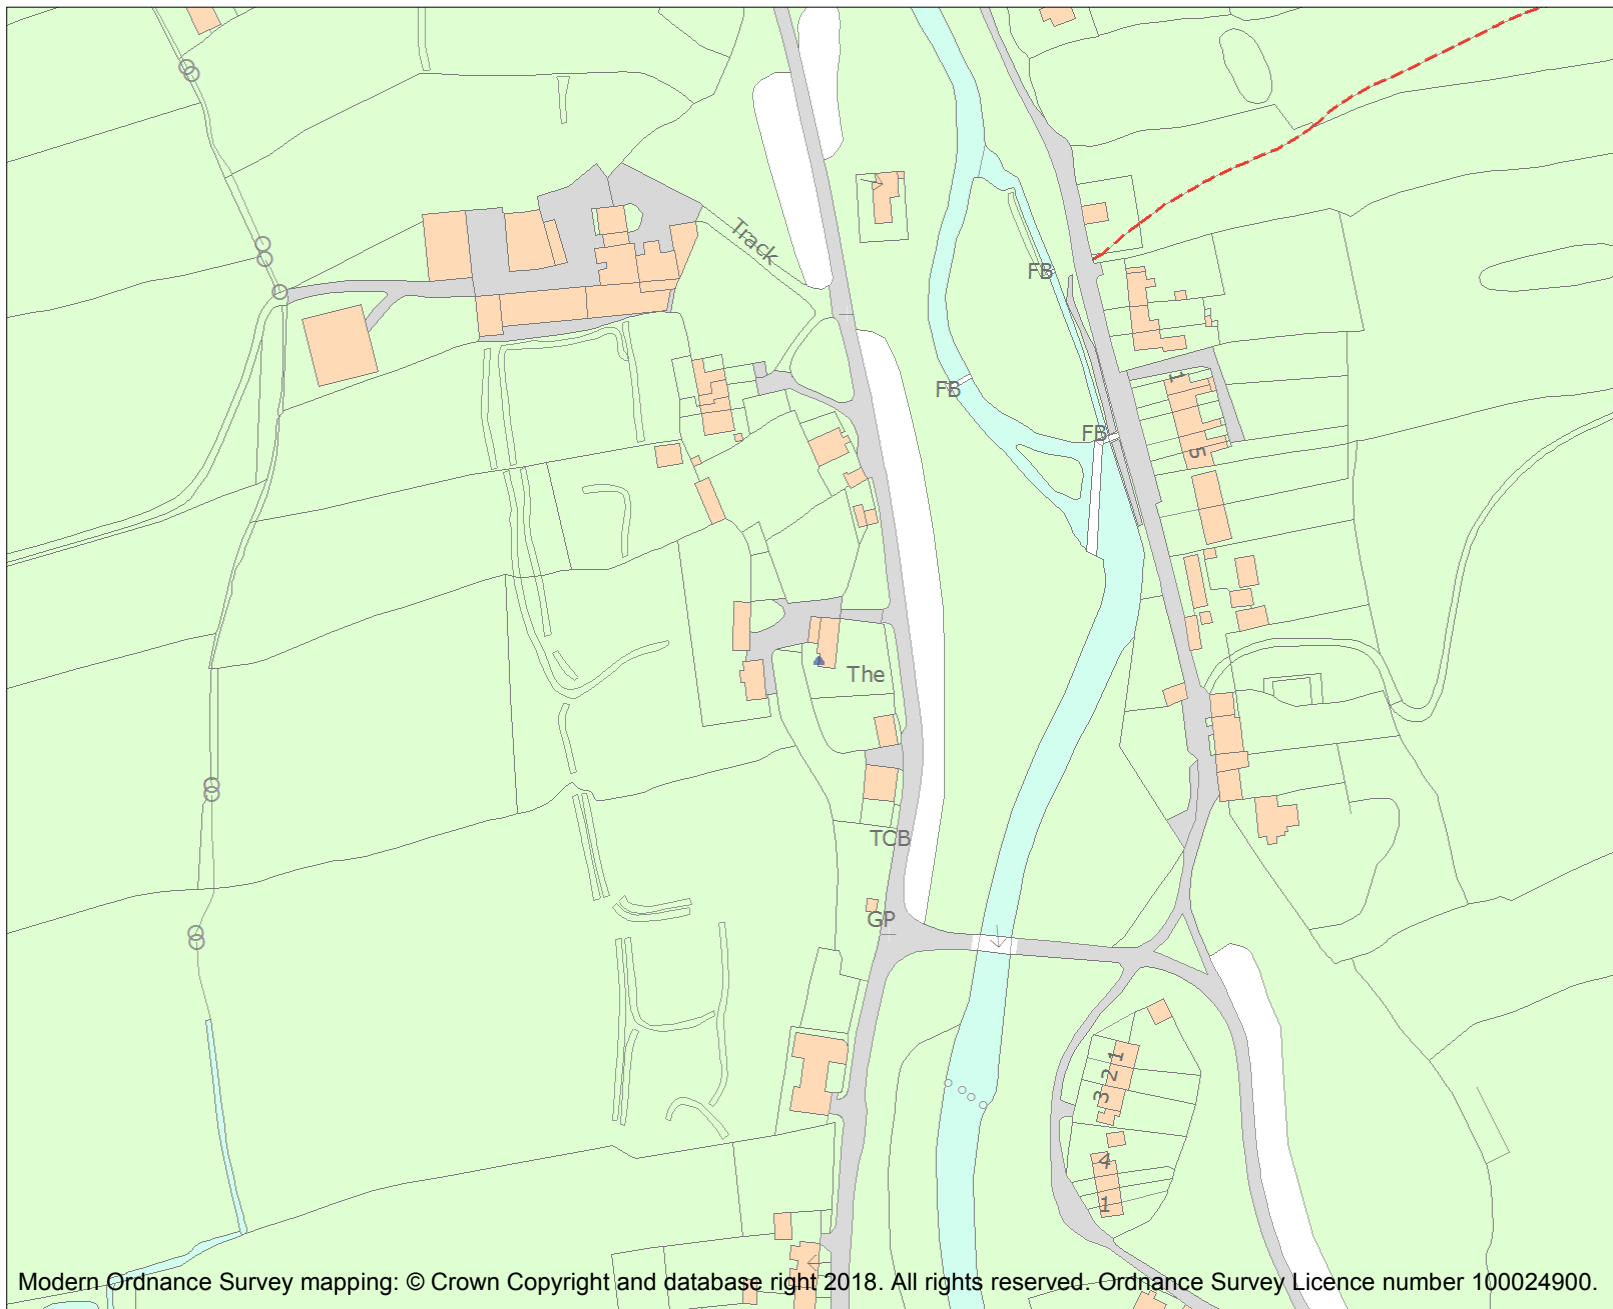 Track
FB
FB
FB
1
5
The
TCB
GP
1
2
3
4
1
Modern Ordnance Survey mapping: © Crown Copyright and database right 2018. All rights reserved. Ordnance Survey Licence number 100024900.